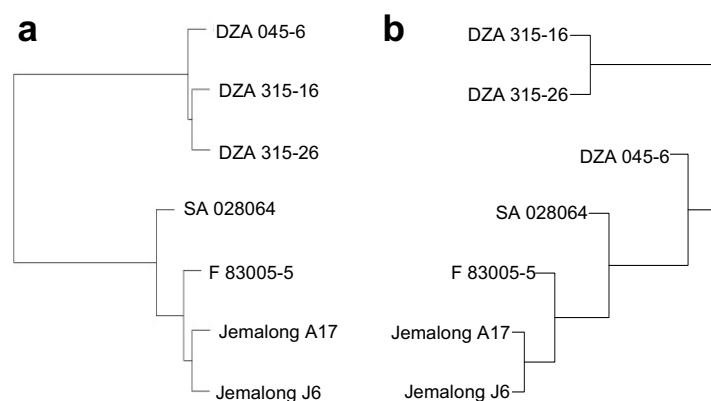 a
DZA 045-6
DZA 315-16
DZA 315-26
SA 028064
F 83005-5
Jemalong A17
Jemalong J6
b
DZA 315-16
DZA 315-26
DZA 045-6
SA 028064
F 83005-5
Jemalong A17
Jemalong J6